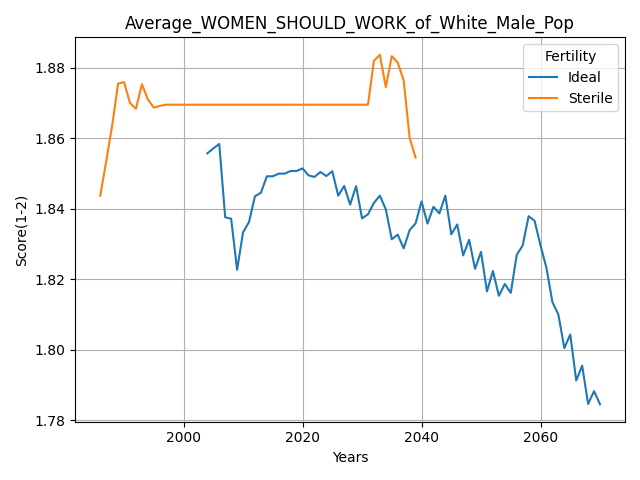 Average_WOMEN_SHOULD_WORK_of_White_Male_Pop
Fertility
Ideal
Sterile
Score(1-2)
1.88
1.86
1.84
1.82
1.80
1.78
2000
2020
2040
2060
Years